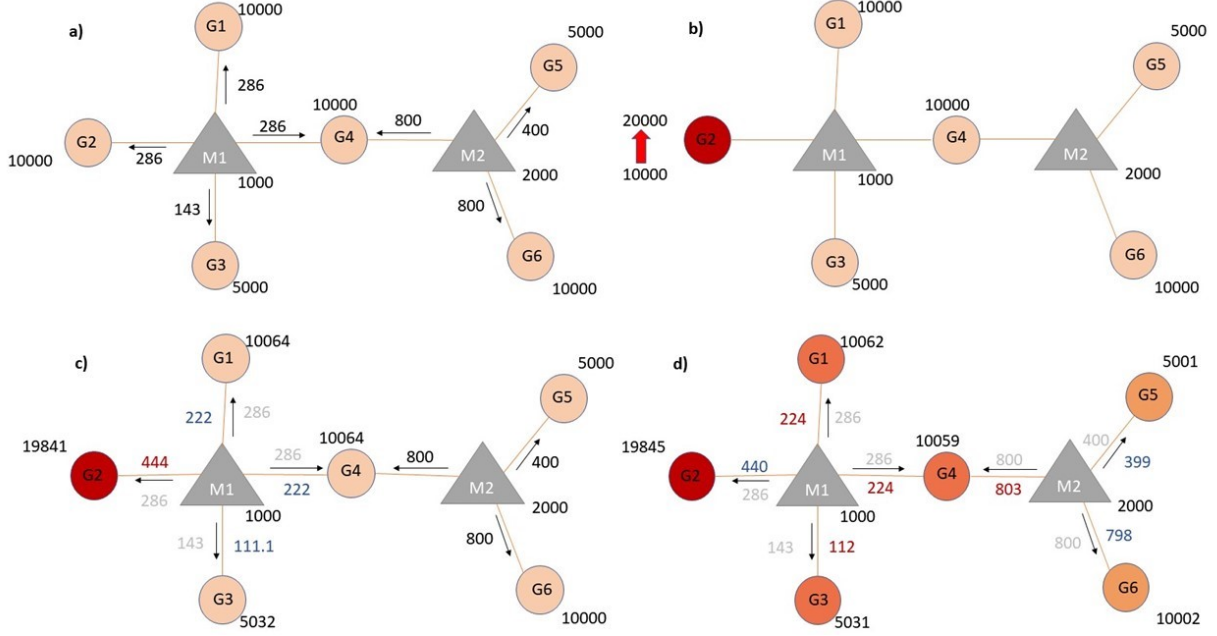 a)
10000
G1
286
G2
10000
286
M1
1000
286
10000
G4
800
143
G3
5000
5000
G5
400
M2
2000
800
G6
10000
b)
10000
G1
20000
10000
G2
M1
1000
10000
G4
G3
5000
5000
G5
M2
2000
G6
10000
c)
10064
G1
222
286
19841
G2
444
286
M1
1000
286
222
10064
G4
800
143
111.1
G3
5032
5000
G5
400
M2
2000
800
G6
10000
d)
10062
G1
224
286
19845
G2
440
286
M1
1000
286
224
10059
G4
800
803
143
112
G3
5031
5001
G5
400
399
M2
2000
800
798
G6
10002